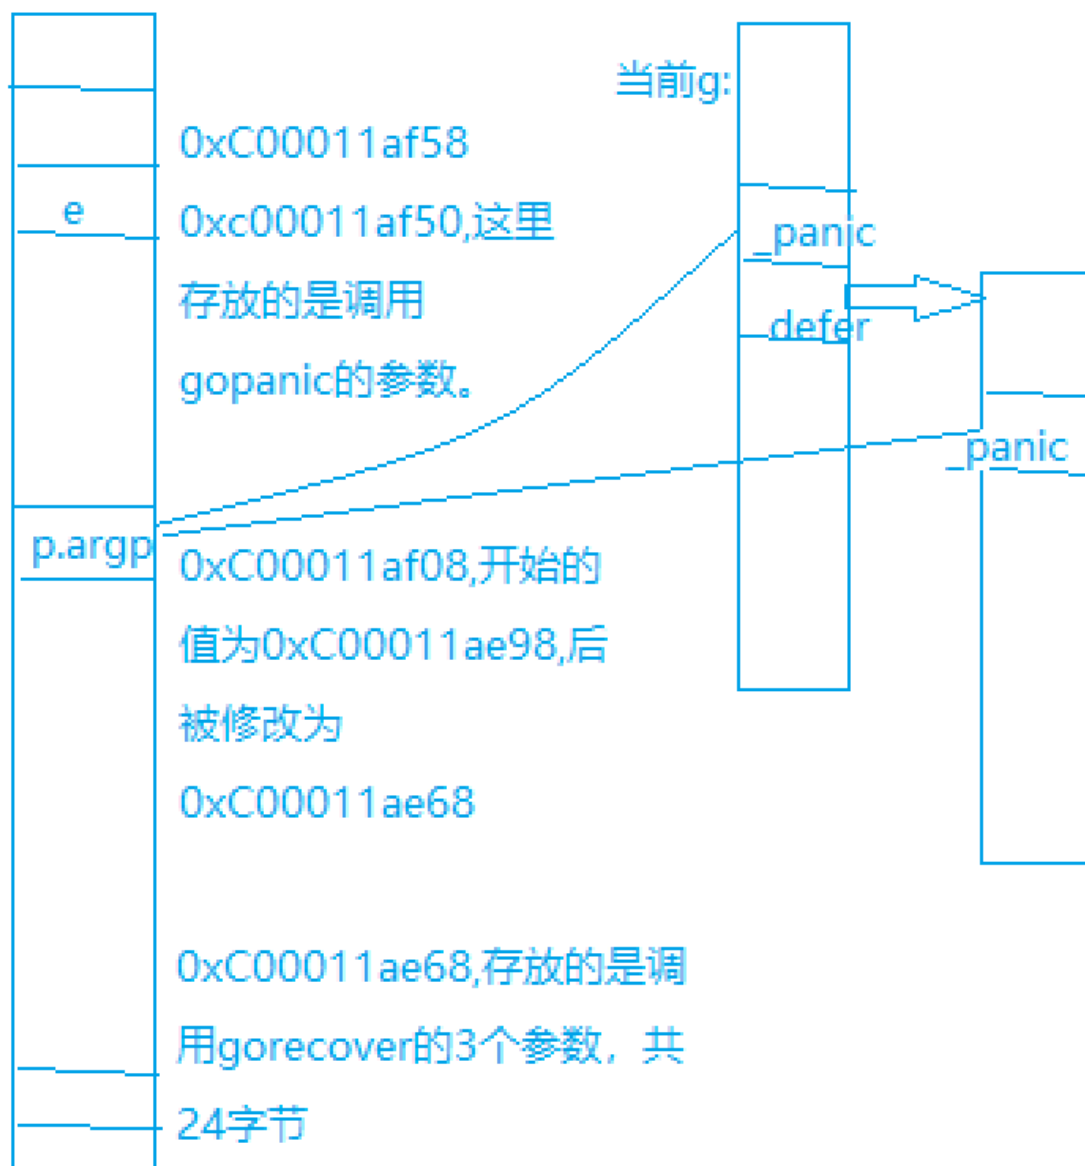 当前g:
0xC00011af58
e
0xc00011af50,这里
存放的是调用
gopanic的参数。
_panic
defer
_panic
p.argp
0xC00011af08,开始的
值为0xC00011ae98,后
被修改为
0xC00011ae68
0xC00011ae68,存放的是调
用gorecover的3个参数，共
24字节